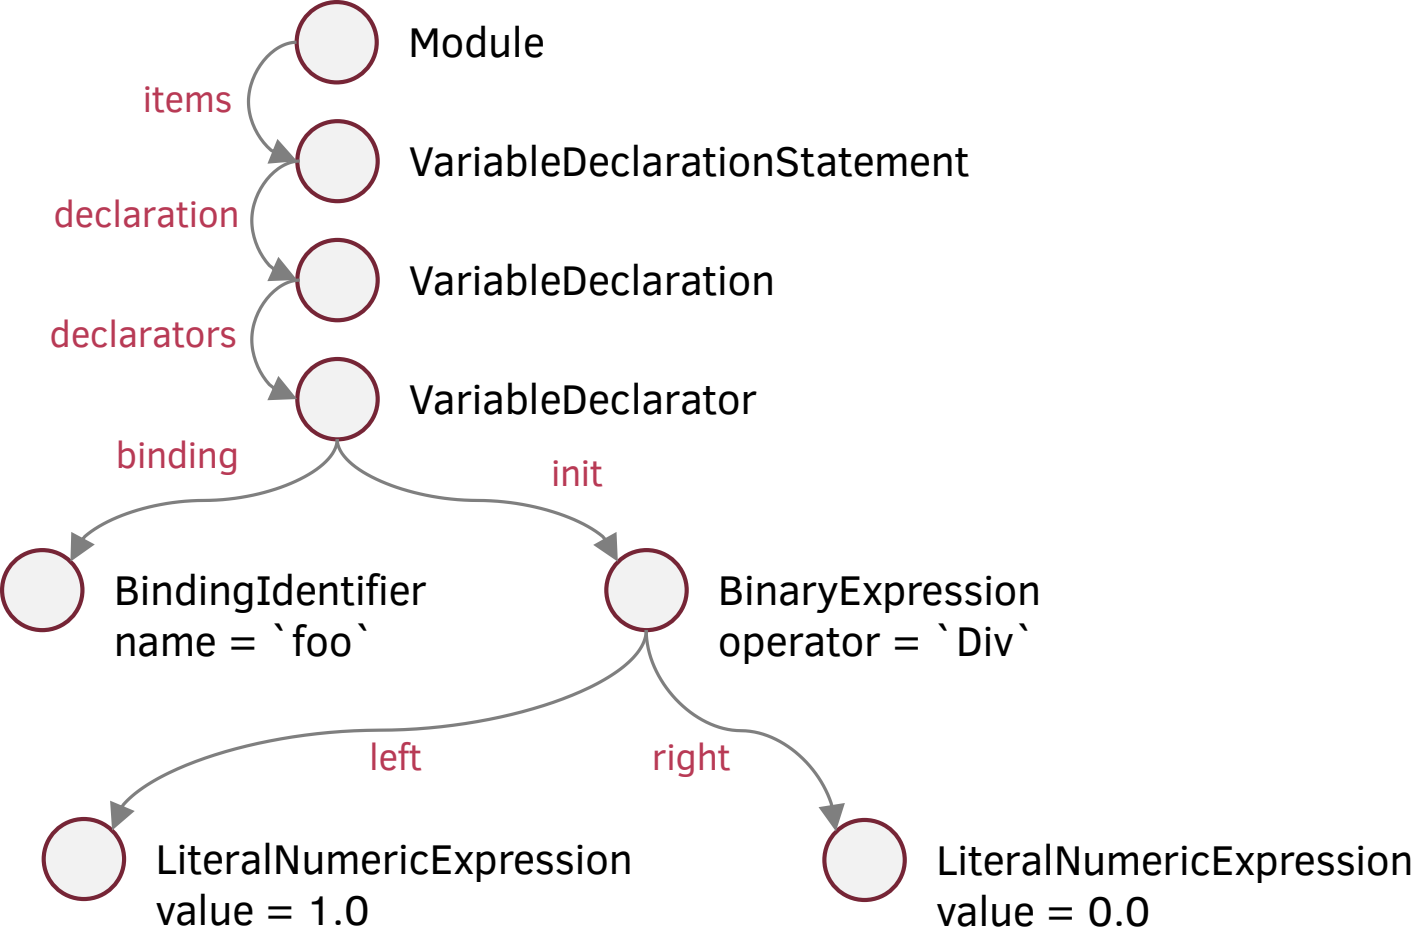 Module
items
VariableDeclarationStatement
declaration
VariableDeclaration
declarators
VariableDeclarator
binding
init
BindingIdentifier
name = `foo`
BinaryExpression
operator = `Div`
left
right
LiteralNumericExpression
value = 1.0
LiteralNumericExpression
value = 0.0